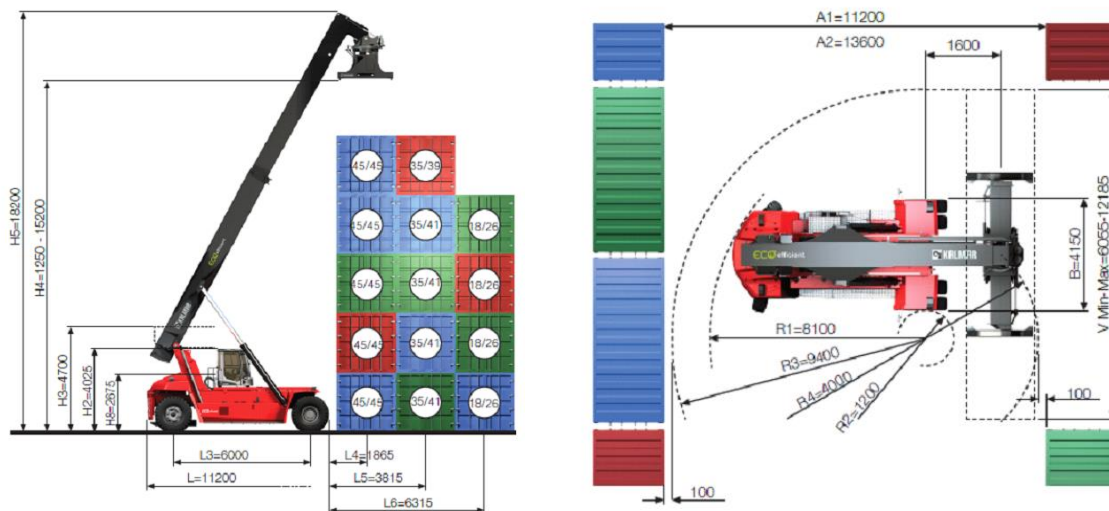 H5=18200
H4=1250 - 15200
H3=4700
H2=4025
H8=2675
45/45
35/39
45/45
35/41
18/26
45/45
35/41
18/26
45/45
35/41
18/26
45/45
35/41
18/26
L3=6000
L4=1865
L=11200
L5=3815
L6=6315
A1=11200
A2=13600
1600
ECO efficient
KALMAR
B=4150
V Min-Max=6055-12185
R1=8100
R3=9400
R4=4000
R2=1200
100
100